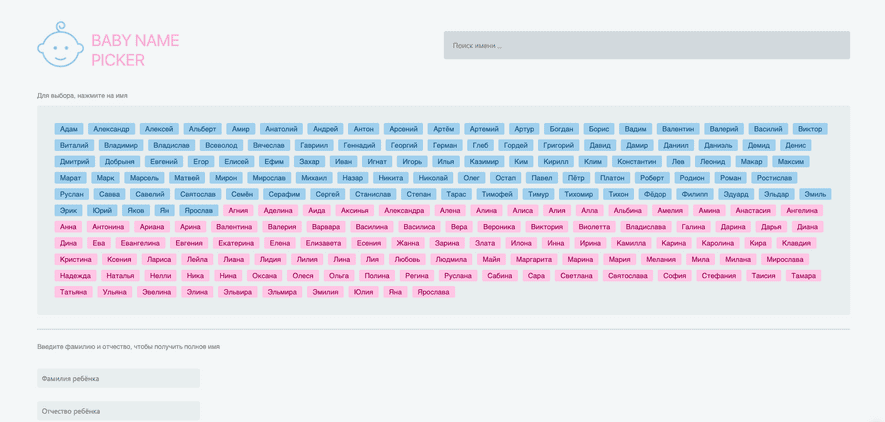 BABY NAME
PICKER
Поиск имени ...
Для выбора, нажмите на имя
Адам Александр Алексей Альберт Амир Анатолий Андрей Антон Арсений Артём Артемий Артур Богдан Борис Вадим Валентин Валерий Василий Виктор
Виталий Владимир Владислав Всеволод Вячеслав Гавриил Геннадий Георгий Герман Глеб Гордей Григорий Давид Дамир Даниил Даниэль Демид Денис
Дмитрий Добрыня Евгений Егор Елисей Ефим Захар Иван Игнат Игорь Илья Казимир Ким Кирилл Клим Константин Лев Леонид Макар Максим
Марат Марк Марсель Матвей Мирон Мирослав Михаил Назар Никита Николай Олег Остап Павел Пётр Платон Роберт Родион Роман Ростислав
Руслан Савва Савелий Святослав Семён Серафим Сергей Станислав Степан Тарас Тимофей Тимур Тихомир Тихон Фёдор Филипп Эдуард Эльдар Эмиль
Эрик Юрий Яков Ян Ярослав Агния Аделина Аида Аксинья Александра Алена Алина Алиса Алия Алла Альбина Амелия Амина Анастасия Ангелина
Анна Антонина Ариана Арина Валентина Валерия Варвара Василина Василиса Вера Вероника Виктория Виолетта Владислава Галина Дарина Дарья Диана
Дина Ева Евангелина Евгения Екатерина Елена Елизавета Есения Жанна Зарина Злата Илона Инна Ирина Камилла Карина Каролина Кира Клавдия
Кристина Ксения Лариса Лейла Лиана Лидия Лилия Лина Лия Любовь Людмила Майя Маргарита Марина Мария Мелания Мила Милана Мирослава
Надежда Наталья Нелли Ника Нина Оксана Олеся Ольга Полина Регина Руслана Сабина Сара Светлана Святослава София Стефания Таисия Тамара
Татьяна Ульяна Эвелина Элина Эльвира Эльмира Эмилия Юлия Яна Ярослава
Введите фамилию и отчество, чтобы получить полное имя
Фамилия ребёнка
Отчество ребёнка